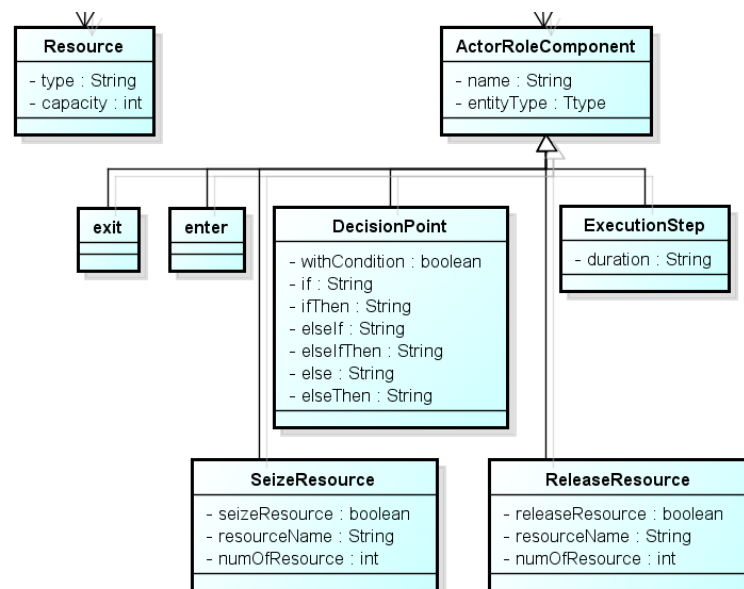 Resource
- type : String
- capacity : int
ActorRoleComponent
- name : String
- entityType : Ttype
exit
enter
DecisionPoint
- withCondition : boolean
- if : String
- ifThen : String
- elseIf : String
- elseIfThen : String
- else : String
- elseThen : String
ExecutionStep
- duration : String
SeizeResource
- seizeResource : boolean
- resourceName : String
- numOfResource : int
ReleaseResource
- releaseResource : boolean
- resourceName : String
- numOfResource : int